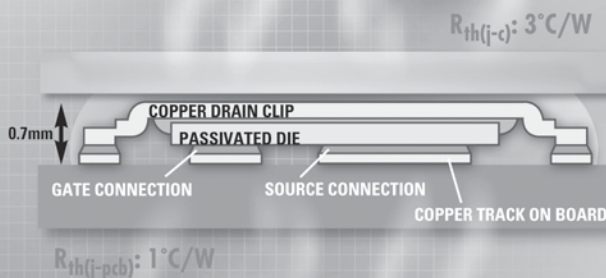 Rth(j-c): 3°C/W
COPPER DRAIN CLIP
0.7mm
PASSIVATED DIE
GATE CONNECTION
SOURCE CONNECTION
COPPER TRACK ON BOARD
Rth(j-pcb): 1°C/W